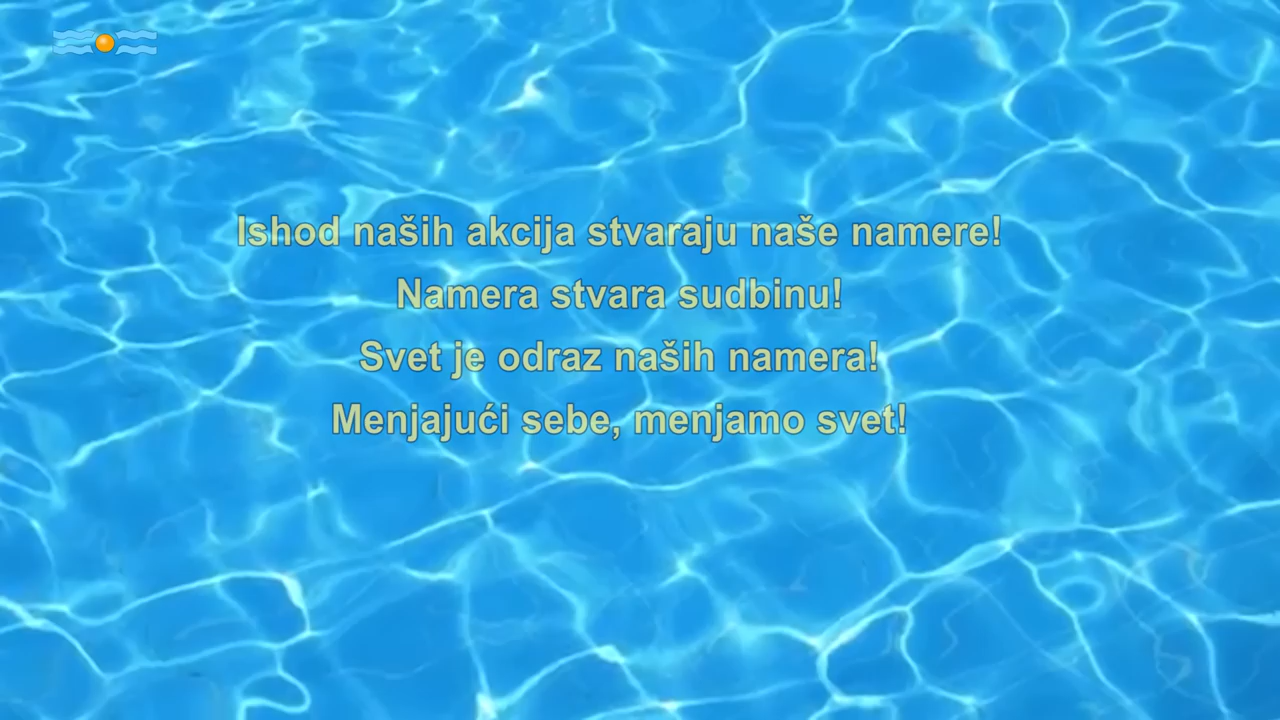 Ishod naših akcija stvaraju naše namere!
Namera stvara sudbinu!
Svet je odraz naših namera!
Menjajući sebe, menjamo svet!